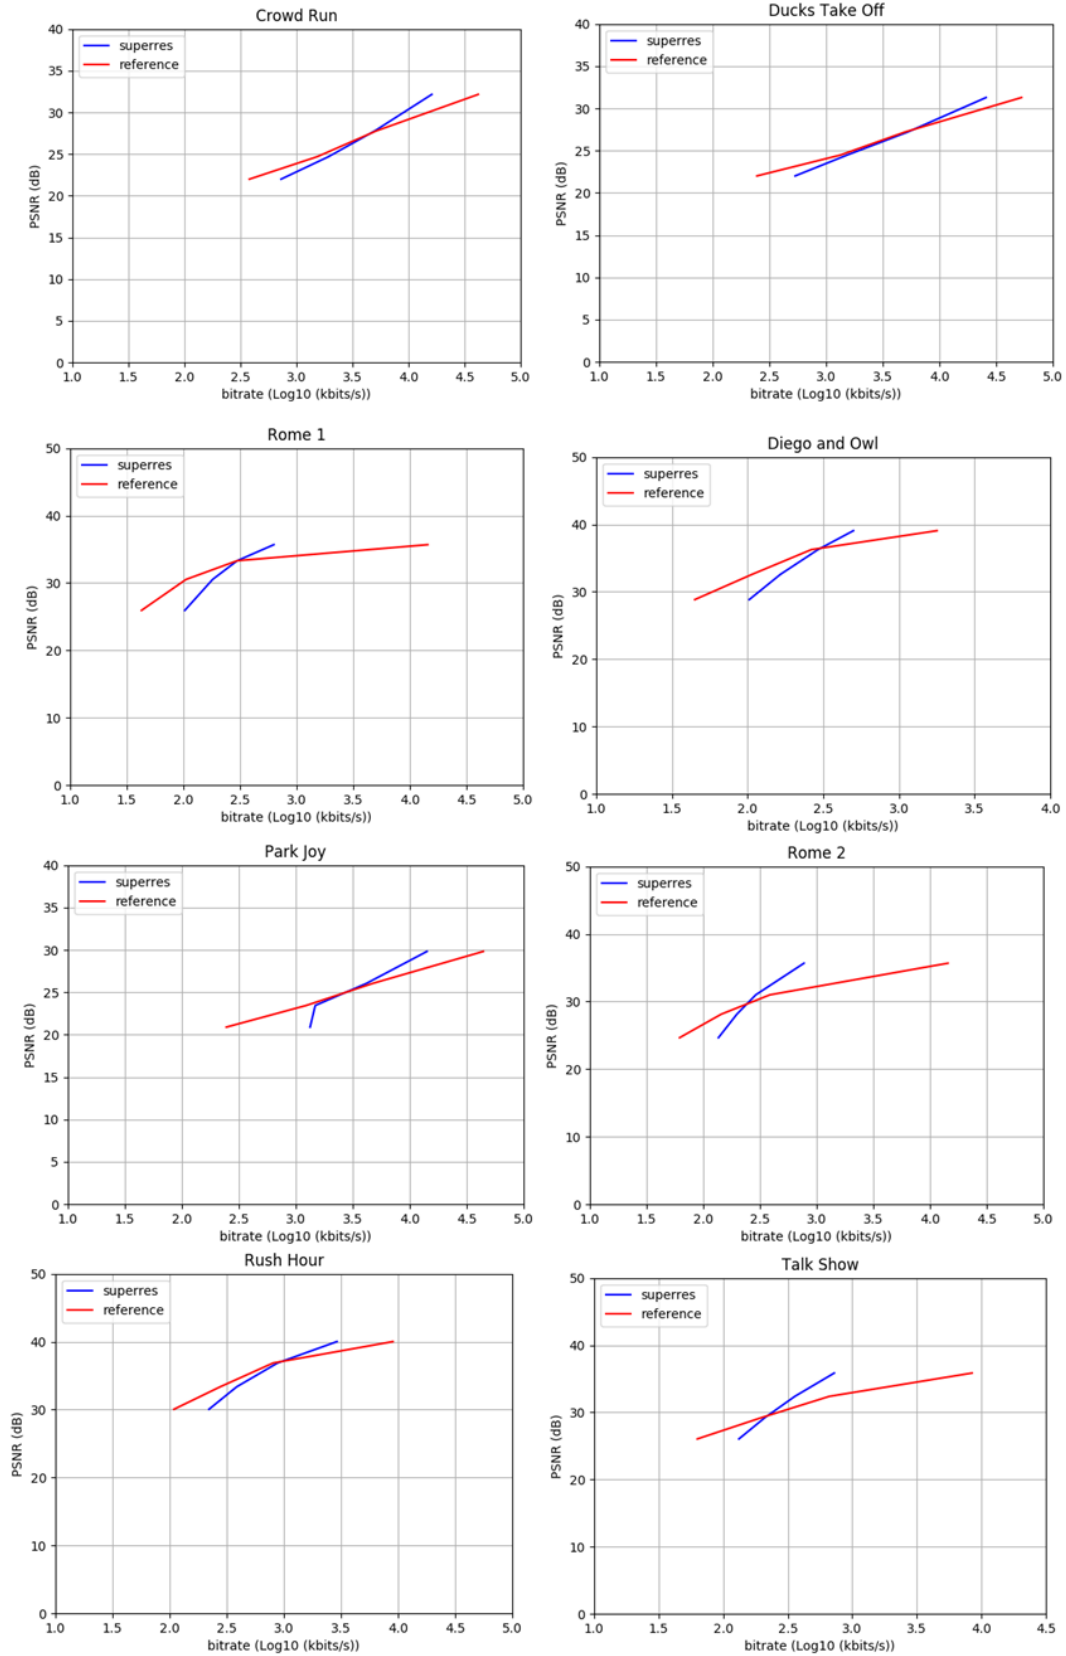 Crowd Run
40
35
30
25
20
15
10
5
0
PSNR (dB)
superres
reference
1.0 1.5 2.0 2.5 3.0 3.5 4.0 4.5 5.0
bitrate (Log10 (kbits/s))
Ducks Take Off
40
35
30
25
20
15
10
5
0
PSNR (dB)
superres
reference
1.0 1.5 2.0 2.5 3.0 3.5 4.0 4.5 5.0
bitrate (Log10 (kbits/s))
Rome 1
50
40
30
20
10
0
PSNR (dB)
superres
reference
1.0 1.5 2.0 2.5 3.0 3.5 4.0 4.5 5.0
bitrate (Log10 (kbits/s))
Diego and Owl
50
40
30
20
10
0
PSNR (dB)
superres
reference
1.0 1.5 2.0 2.5 3.0 3.5 4.0
bitrate (Log10 (kbits/s))
Park Joy
40
35
30
25
20
15
10
5
0
PSNR (dB)
superres
reference
1.0 1.5 2.0 2.5 3.0 3.5 4.0 4.5 5.0
bitrate (Log10 (kbits/s))
Rome 2
50
40
30
20
10
0
PSNR (dB)
superres
reference
1.0 1.5 2.0 2.5 3.0 3.5 4.0 4.5 5.0
bitrate (Log10 (kbits/s))
Rush Hour
50
40
30
20
10
0
PSNR (dB)
superres
reference
1.0 1.5 2.0 2.5 3.0 3.5 4.0 4.5 5.0
bitrate (Log10 (kbits/s))
Talk Show
50
40
30
20
10
0
PSNR (dB)
superres
reference
1.0 1.5 2.0 2.5 3.0 3.5 4.0 4.5
bitrate (Log10 (kbits/s))